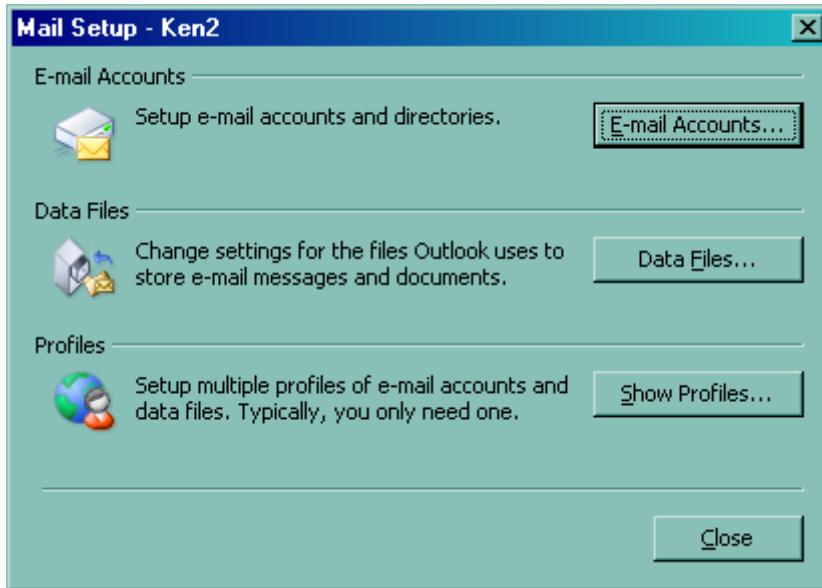 Mail Setup - Ken2
E-mail Accounts
Setup e-mail accounts and directories.
E-mail Accounts...
Data Files
Change settings for the files Outlook uses to
store e-mail messages and documents.
Data Files...
Profiles
Setup multiple profiles of e-mail accounts and
data files. Typically, you only need one.
Show Profiles...
Close